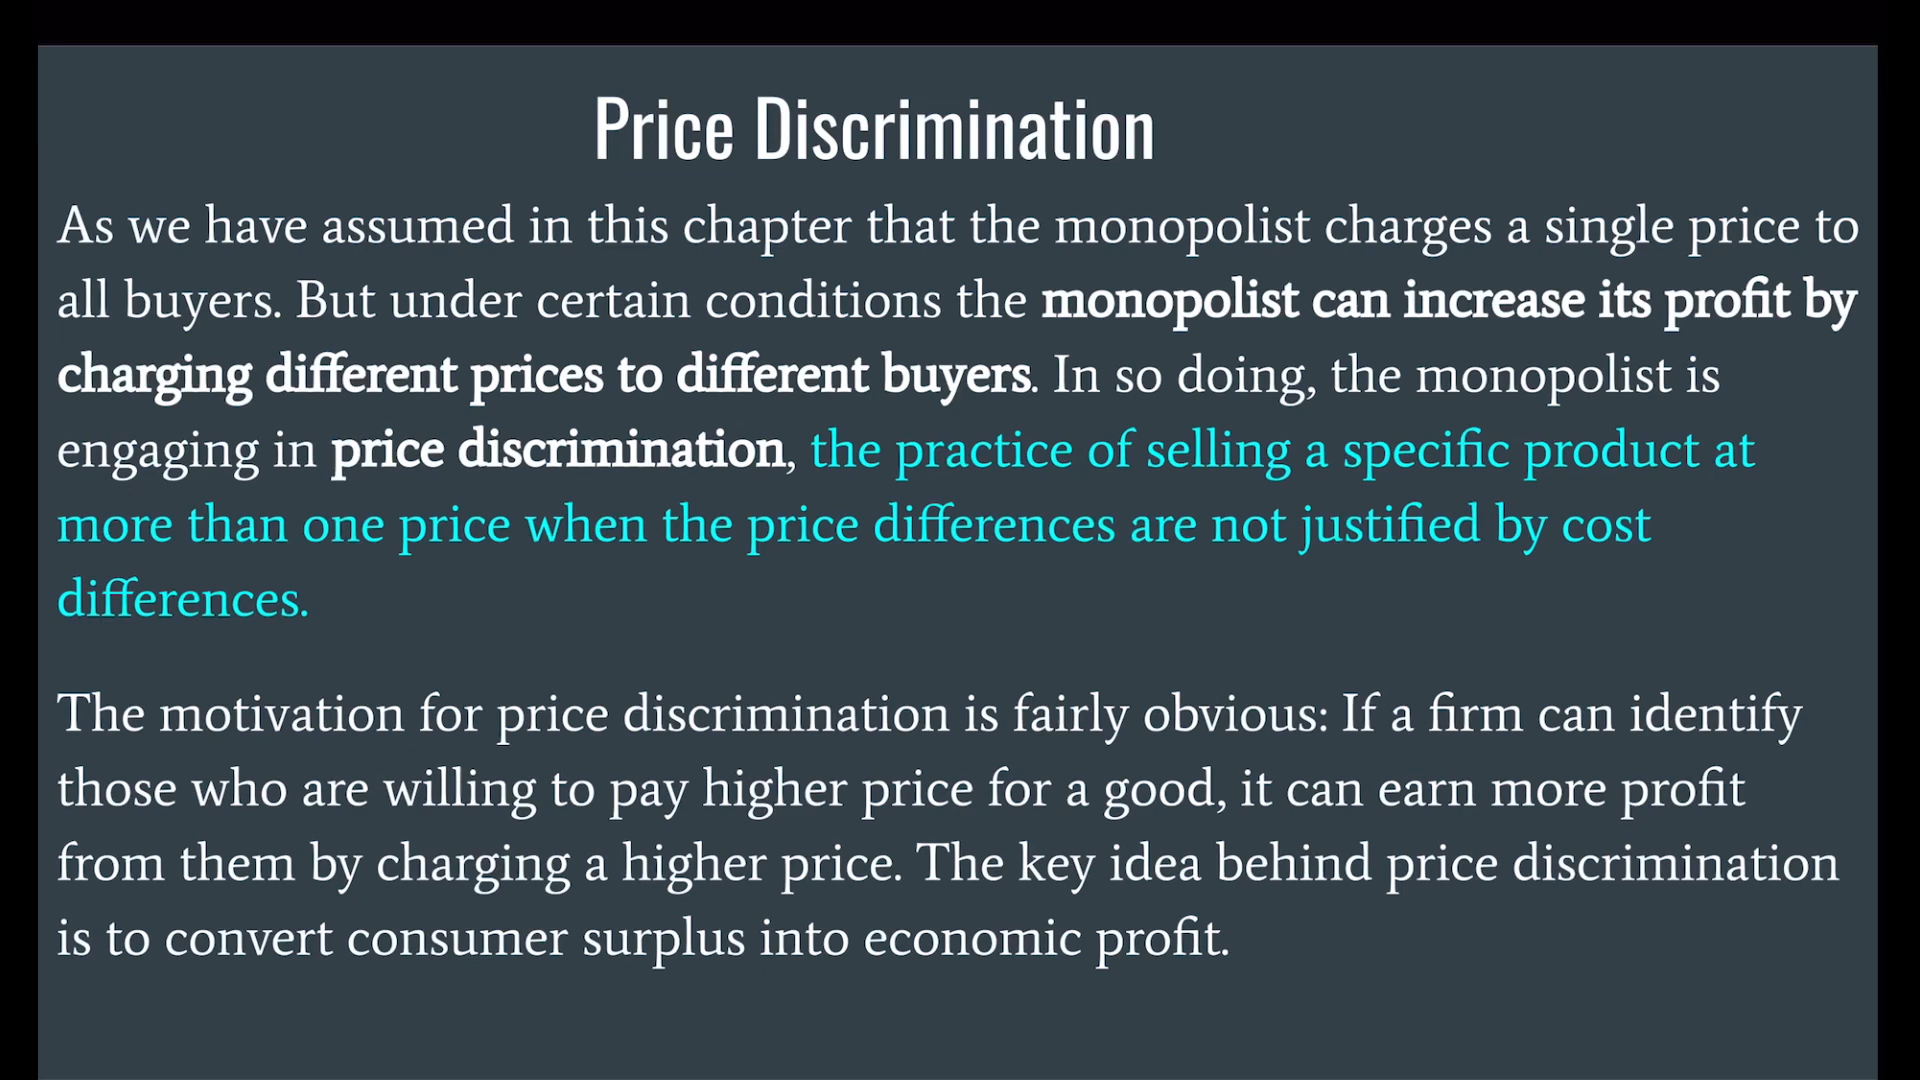 Price Discrimination
As we have assumed in this chapter that the monopolist charges a single price to
all buyers. But under certain conditions the monopolist can increase its profit by
charging different prices to different buyers. In so doing, the monopolist is
engaging in price discrimination, the practice of selling a specific product at
more than one price when the price differences are not justified by cost
differences.
The motivation for price discrimination is fairly obvious: If a firm can identify
those who are willing to pay higher price for a good, it can earn more profit
from them by charging a higher price. The key idea behind price discrimination
is to convert consumer surplus into economic profit.